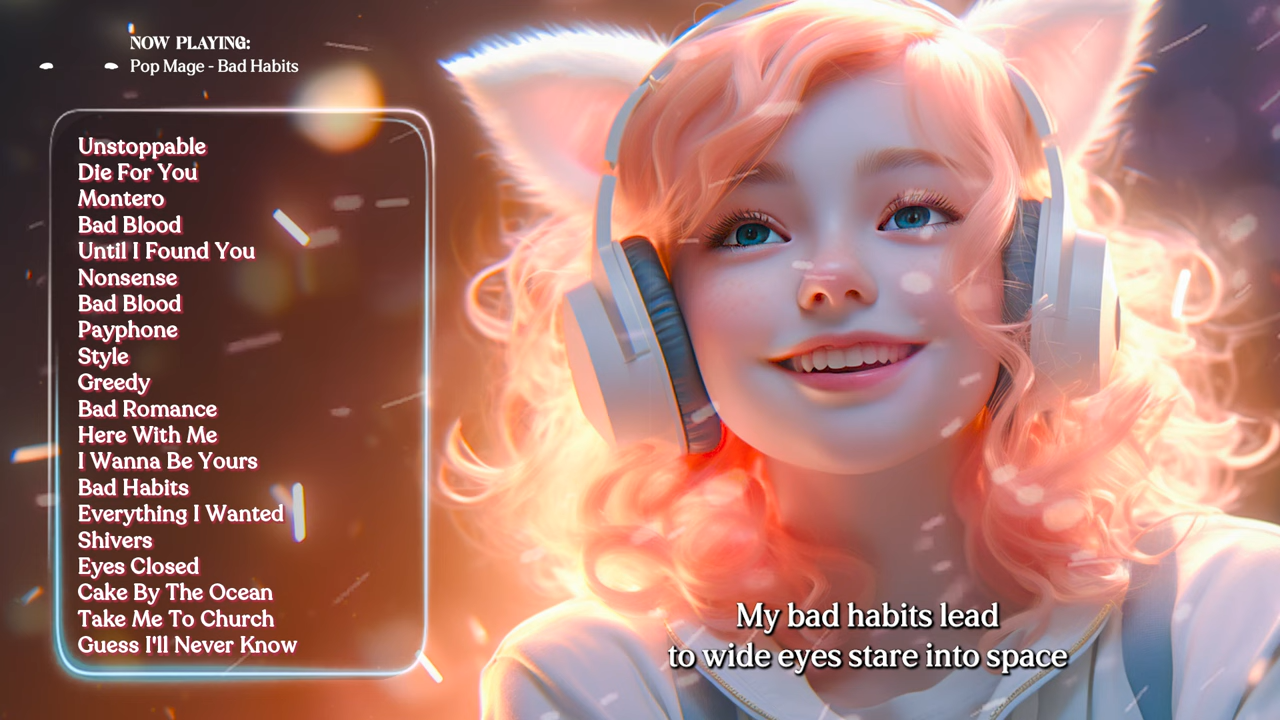 NOW PLAYING:
Pop Mage - Bad Habits
Unstoppable
Die For You
Montero
Bad Blood
Until I Found You
Nonsense
Bad Blood
Payphone
Style
Greedy
Bad Romance
Here With Me
I Wanna Be Yours
Bad Habits
Everything I Wanted
Shivers
Eyes Closed
Cake By The Ocean
Take Me To Church
Guess I'll Never Know
My bad habits lead
to wide eyes stare into space